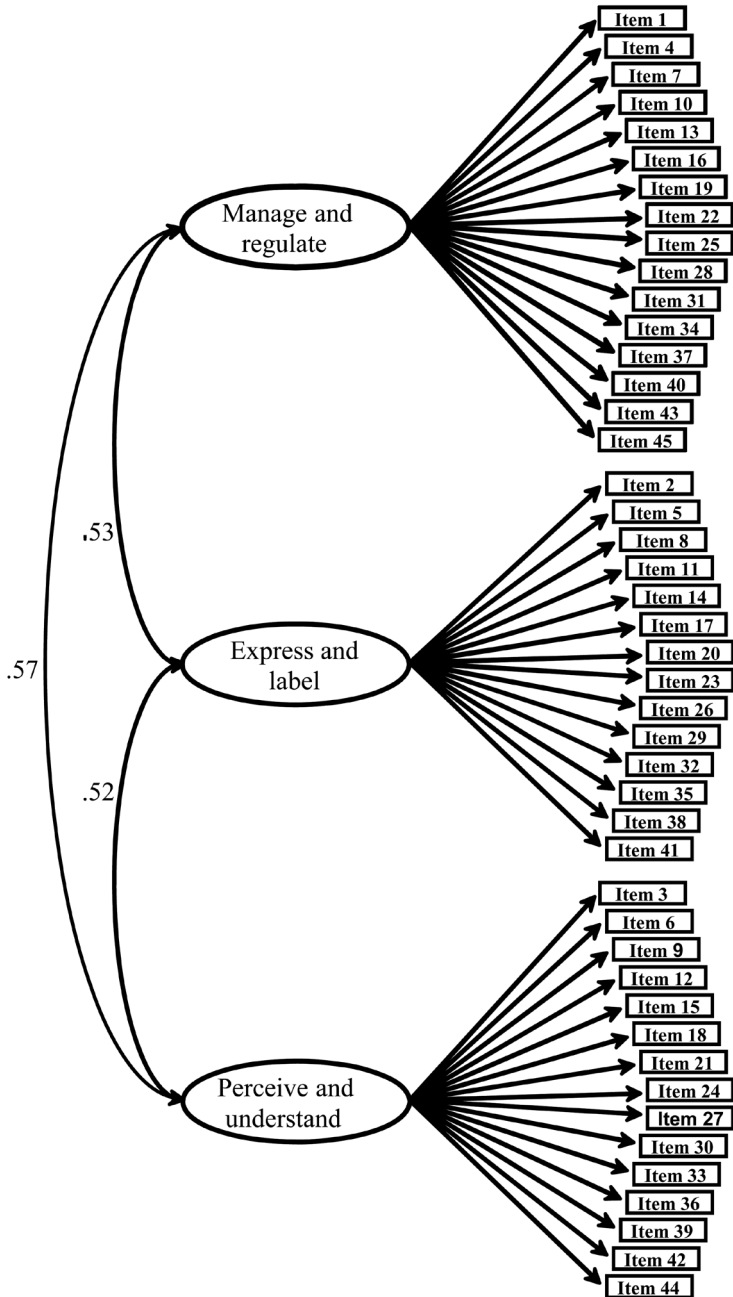 Item 1
Item 4
Item 7
Item 10
Item 13
Item 16
Item 19
Item 22
Item 25
Item 28
Item 31
Item 34
Item 37
Item 40
Item 43
Item 45
Manage and
regulate
.53
Item 2
Item 5
Item 8
Item 11
Item 14
Item 17
Item 20
Item 23
Item 26
Item 29
Item 32
Item 35
Item 38
Item 41
Express and
label
.57
.52
Item 3
Item 6
Item 9
Item 12
Item 15
Item 18
Item 21
Item 24
Item 27
Item 30
Item 33
Item 36
Item 39
Item 42
Item 44
Perceive and
understand